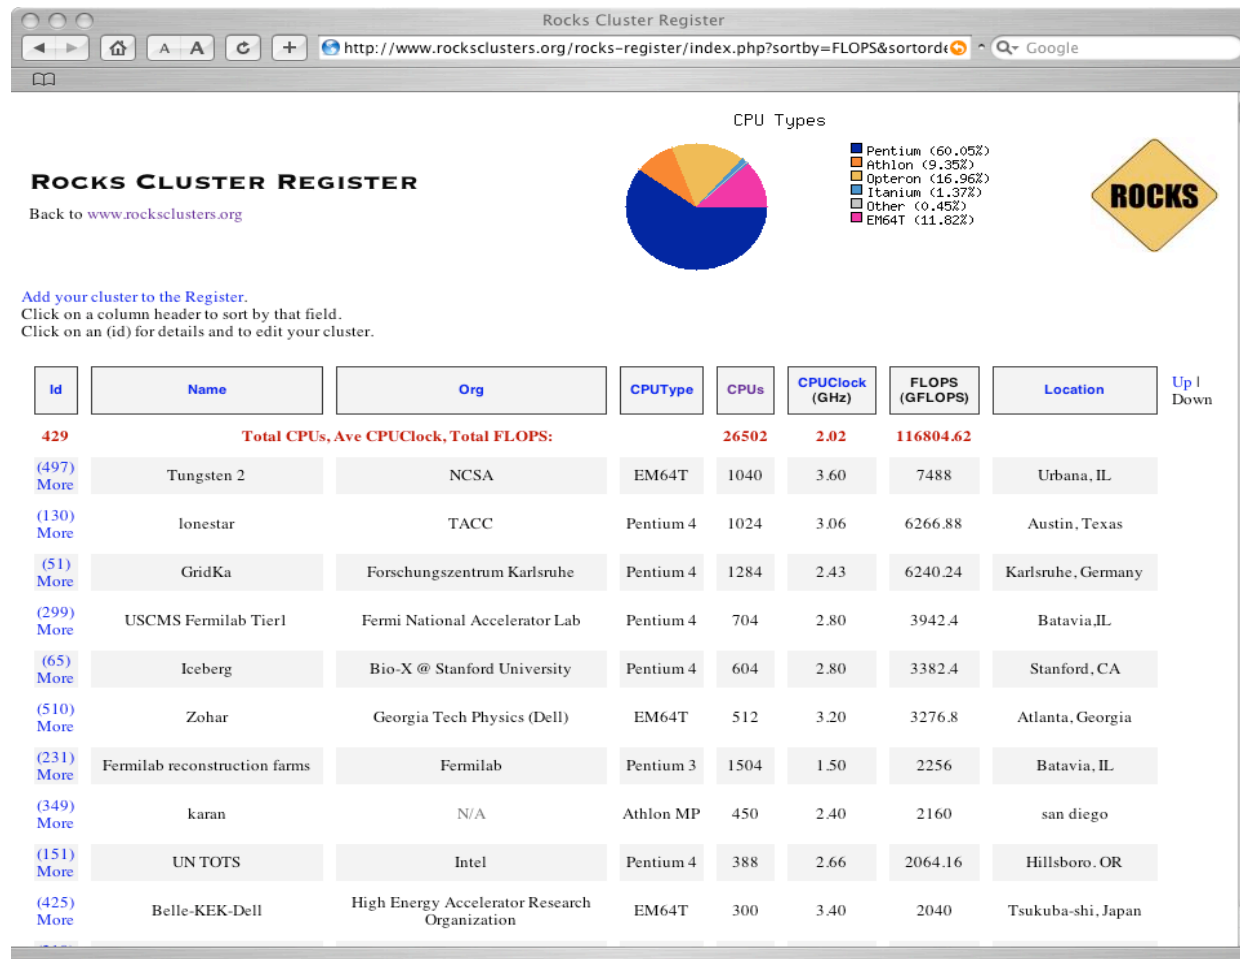 Rocks Cluster Register
A A + http://www.rocksclusters.org/rocks-register/index.php?sortby=FLOPS&sortorde Google
CPU Types
Pentium (60.05%)
Athlon (9.35%)
Opteron (16.96%)
Itanium (1.37%)
Other (0.45%)
EM64T (11.82%)
ROCKS
ROCKS CLUSTER REGISTER
Back to www.rocksclusters.org
Add your cluster to the Register.
Click on a column header to sort by that field.
Click on an (id) for details and to edit your cluster.
Id Name Org CPUType CPUs CPUClock (GHz) FLOPS (GFLOPS) Location Up | Down
429 Total CPUs, Ave CPUClock, Total FLOPS: 26502 2.02 116804.62
(497) More Tungsten 2 NCSA EM64T 1040 3.60 7488 Urbana, IL
(130) More lonestar TACC Pentium 4 1024 3.06 6266.88 Austin, Texas
(51) More GridKa Forschungszentrum Karlsruhe Pentium 4 1284 2.43 6240.24 Karlsruhe, Germany
(299) More USCMS Fermilab Tier1 Fermi National Accelerator Lab Pentium 4 704 2.80 3942.4 Batavia,IL
(65) More Iceberg Bio-X @ Stanford University Pentium 4 604 2.80 3382.4 Stanford, CA
(510) More Zohar Georgia Tech Physics (Dell) EM64T 512 3.20 3276.8 Atlanta, Georgia
(231) More Fermilab reconstruction farms Fermilab Pentium 3 1504 1.50 2256 Batavia, IL
(349) More karan N/A Athlon MP 450 2.40 2160 san diego
(151) More UN TOTS Intel Pentium 4 388 2.66 2064.16 Hillsboro. OR
(425) More Belle-KEK-Dell High Energy Accelerator Research Organization EM64T 300 3.40 2040 Tsukuba-shi, Japan